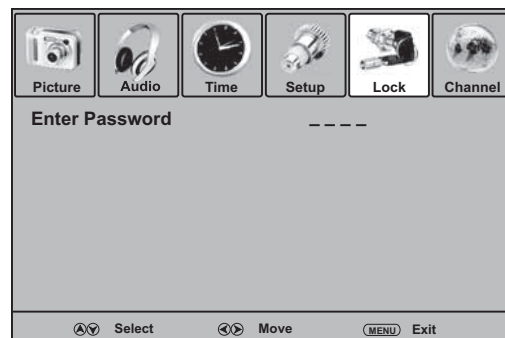 Picture Audio Time Setup Lock Channel
Enter Password _ _ _ _
Select Move MENU Exit